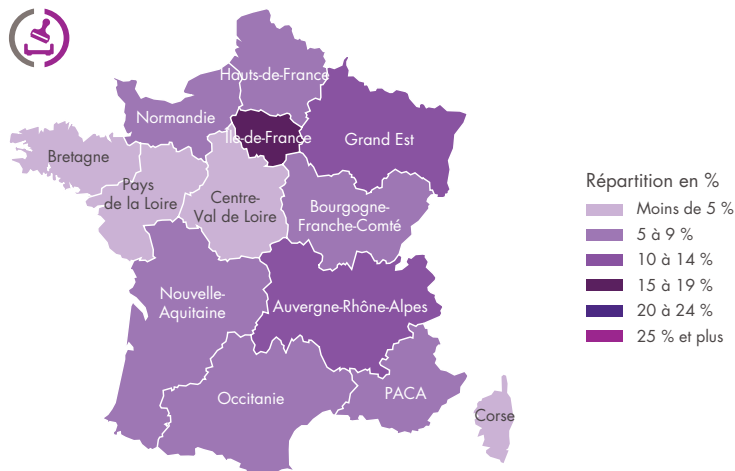 Hauts-de-France
Normandie
Île-de-France
Grand Est
Bretagne
Pays
de la Loire
Centre-
Val de Loire
Bourgogne-
Franche-Comté
Nouvelle-
Aquitaine
Auvergne-Rhône-Alpes
Occitanie
PACA
Corse
Répartition en %
Moins de 5 %
5 à 9 %
10 à 14 %
15 à 19 %
20 à 24 %
25 % et plus